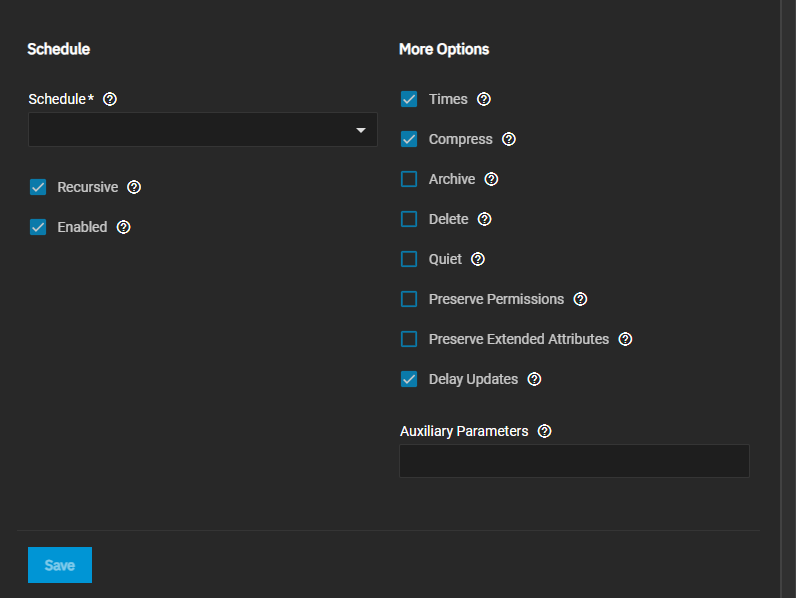 Schedule
Schedule*
Recursive
Enabled
More Options
Times
Compress
Archive
Delete
Quiet
Preserve Permissions
Preserve Extended Attributes
Delay Updates
Auxiliary Parameters
Save